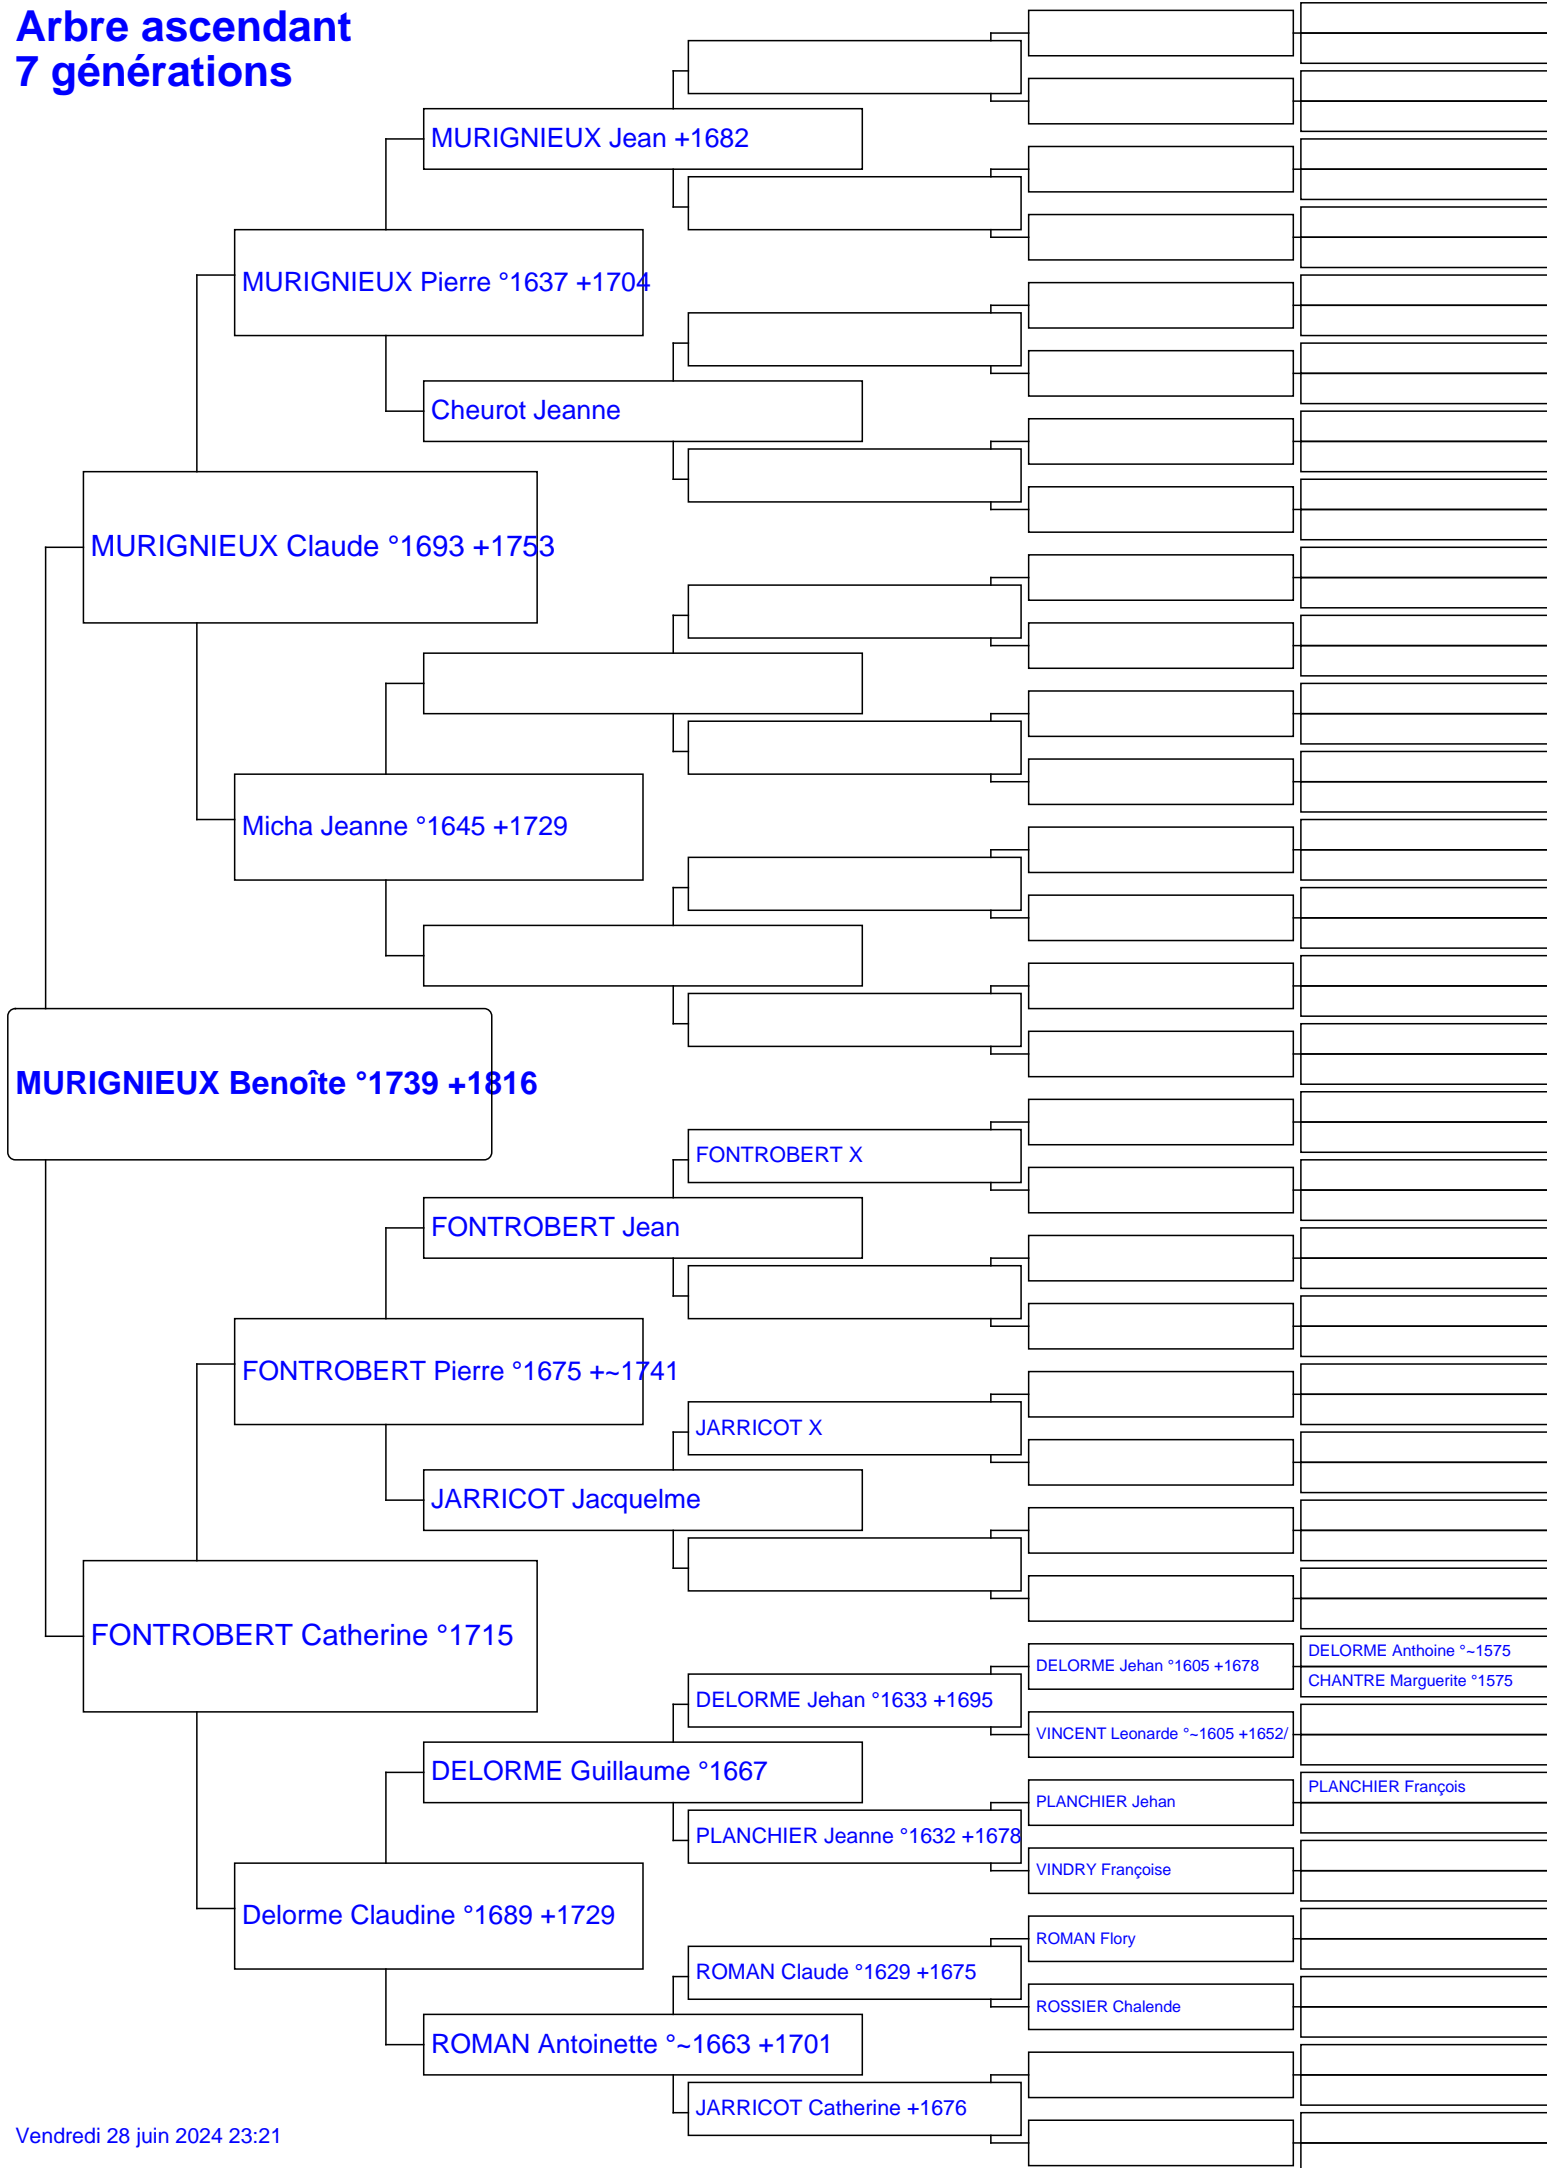 Arbre ascendant
7 générations
MURIGNIEUX Jean +1682
MURIGNIEUX Pierre °1637 +1704
Cheurot Jeanne
MURIGNIEUX Claude °1693 +1753
Micha Jeanne °1645 +1729
MURIGNIEUX Benoîte °1739 +1816
FONTROBERT X
FONTROBERT Jean
FONTROBERT Pierre °1675 +~1741
JARRICOT X
JARRICOT Jacquelme
FONTROBERT Catherine °1715
DELORME Anthoine °~1575
DELORME Jehan °1605 +1678
CHANTRE Marguerite °1575
DELORME Jehan °1633 +1695
VINCENT Leonarde °~1605 +1652/
DELORME Guillaume °1667
PLANCHIER François
PLANCHIER Jehan
PLANCHIER Jeanne °1632 +1678
VINDRY Françoise
Delorme Claudine °1689 +1729
ROMAN Flory
ROMAN Claude °1629 +1675
ROSSIER Chalende
ROMAN Antoinette °~1663 +1701
JARRICOT Catherine +1676
Vendredi 28 juin 2024 23:21